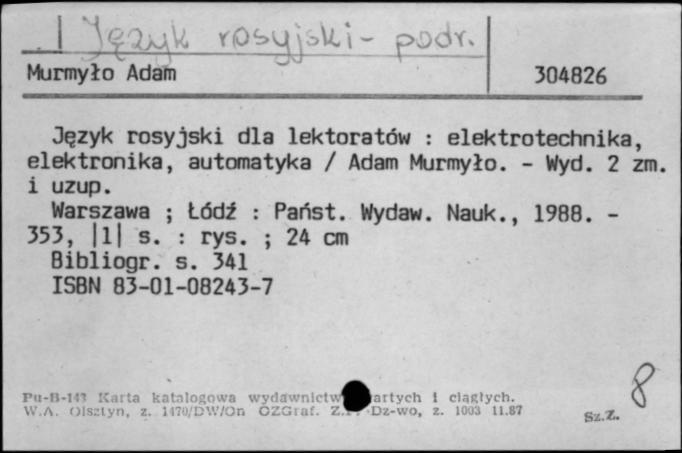 Język rosyjski - podr.
Murmyło Adam 304826
Język rosyjski dla lektoratów : elektrotechnika,
elektronika, automatyka / Adam Murmyło. - Wyd. 2 zm.
i uzup.
Warszawa ; Łódź : Państ. Wydaw. Nauk., 1988. -
353, |1| s. : rys. ; 24 cm
Bibliogr. s. 341
ISBN 83-01-08243-7
8
Pu-B-143 Karta katalogowa wydawnictw artych i ciągłych.
W.A. Olsztyn, z. 1470/DW/On OZGraf. Dz-wo, z. 1003 11.87
Sz.Z.